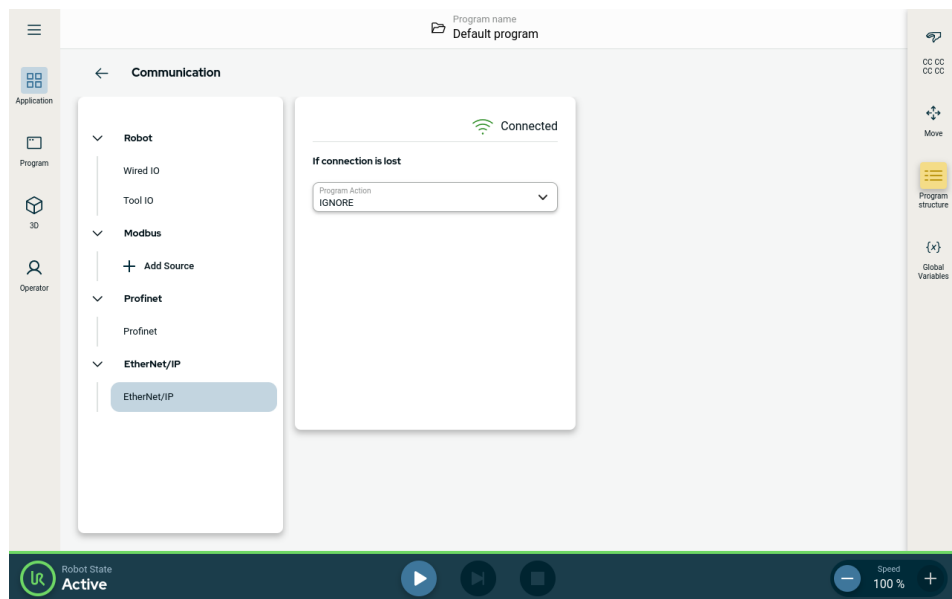 Program name
Default program
Application
Program
3D
Operator
Communication
Robot
Wired IO
Tool IO
Modbus
Add Source
Profinet
Profinet
EtherNet/IP
EtherNet/IP
Connected
If connection is lost
Program Action
IGNORE
CC CC
CC CC
Move
Program
structure
{x}
Global
Variables
UR
Robot State
Active
Speed
100 %